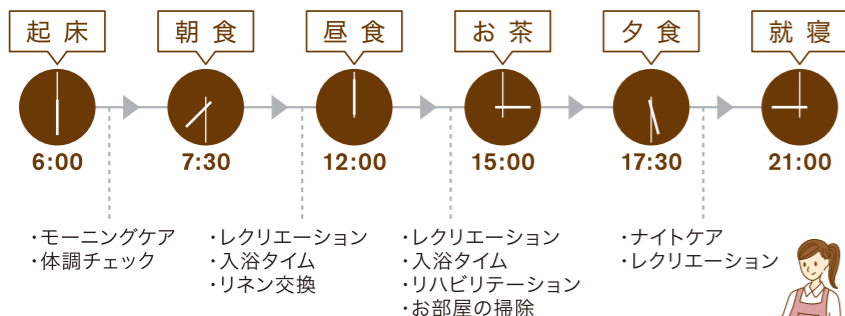 起床
朝食
昼食
お茶
夕食
就寝
6:00
7:30
12:00
15:00
17:30
21:00
・モーニングケア
・体調チェック
・レクリエーション
・入浴タイム
・リネン交換
・レクリエーション
・入浴タイム
・リハビリテーション
・お部屋の掃除
・ナイトケア
・レクリエーション